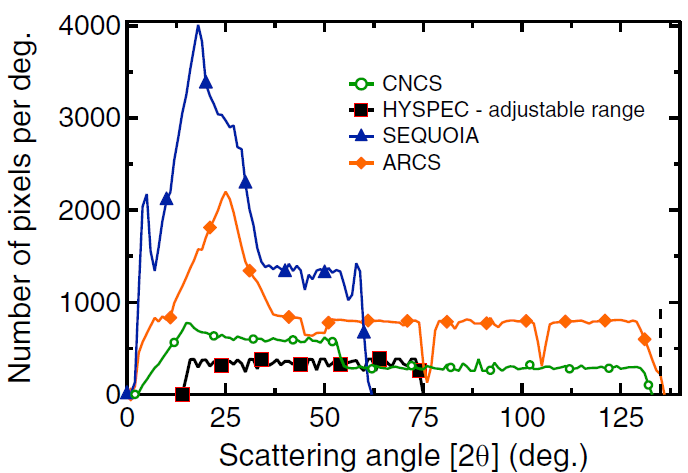 Number of pixels per deg.
4000
3000
2000
1000
0
CNCS
HYSPEC - adjustable range
SEQUOIA
ARCS
0 25 50 75 100 125
Scattering angle [2θ] (deg.)